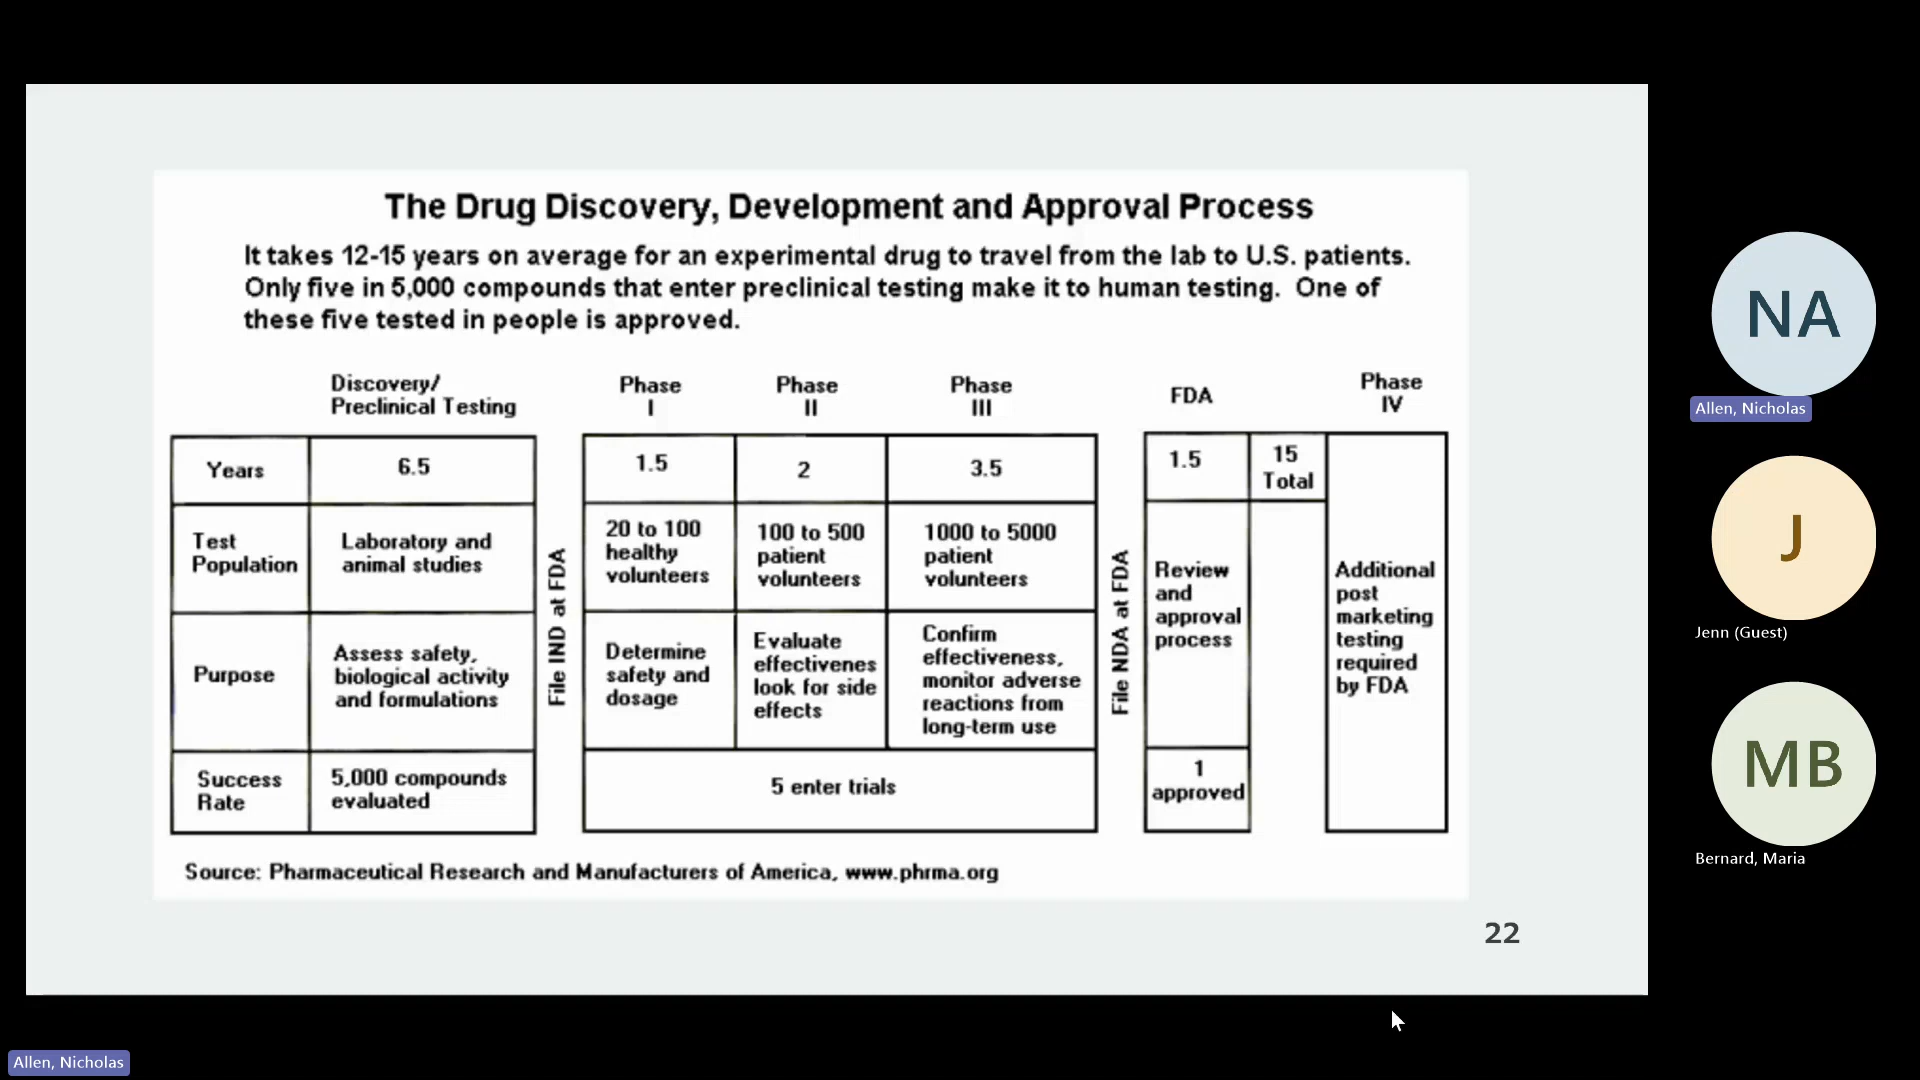 The Drug Discovery, Development and Approval Process
It takes 12-15 years on average for an experimental drug to travel from the lab to U.S. patients.
Only five in 5,000 compounds that enter preclinical testing make it to human testing. One of
these five tested in people is approved.
Discovery/
Preclinical Testing
Phase
I
Phase
II
Phase
III
FDA
Phase
IV
Years
6.5
1.5
2
3.5
1.5
15
Total
Test
Population
Laboratory and
animal studies
File IND at FDA
20 to 100
healthy
volunteers
100 to 500
patient
volunteers
1000 to 5000
patient
volunteers
File NDA at FDA
Review
and
approval
process
Additional
post
marketing
testing
required
by FDA
Purpose
Assess safety,
biological activity
and formulations
Determine
safety and
dosage
Evaluate
effectivenes
look for side
effects
Confirm
effectiveness,
monitor adverse
reactions from
long-term use
Success
Rate
5,000 compounds
evaluated
5 enter trials
1
approved
Source: Pharmaceutical Research and Manufacturers of America, www.phrma.org
22
NA
Allen, Nicholas
J
Jenn (Guest)
MB
Bernard, Maria
Allen, Nicholas